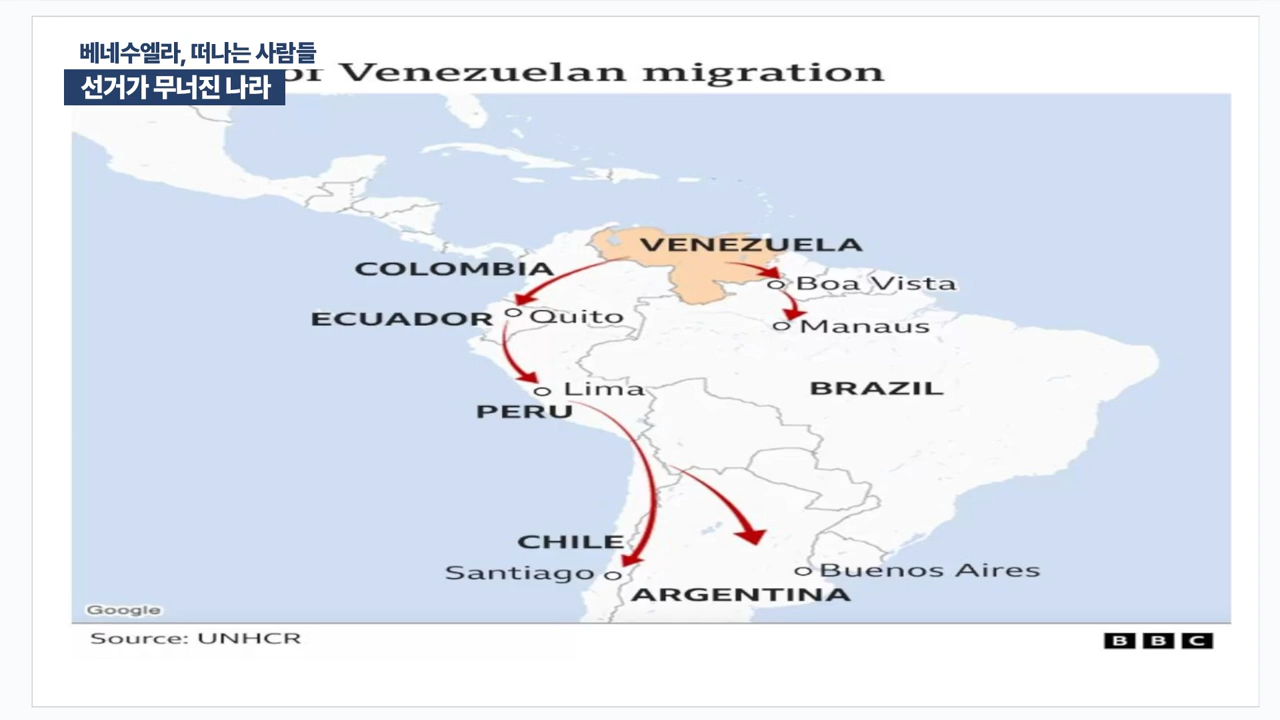 베네수엘라, 떠나는 사람들
선거가 무너진 나라
Venezuelan migration
VENEZUELA
COLOMBIA
Boa Vista
ECUADOR
Quito
Manaus
Lima
BRAZIL
PERU
CHILE
Santiago
Buenos Aires
ARGENTINA
Google
Source: UNHCR
BBC